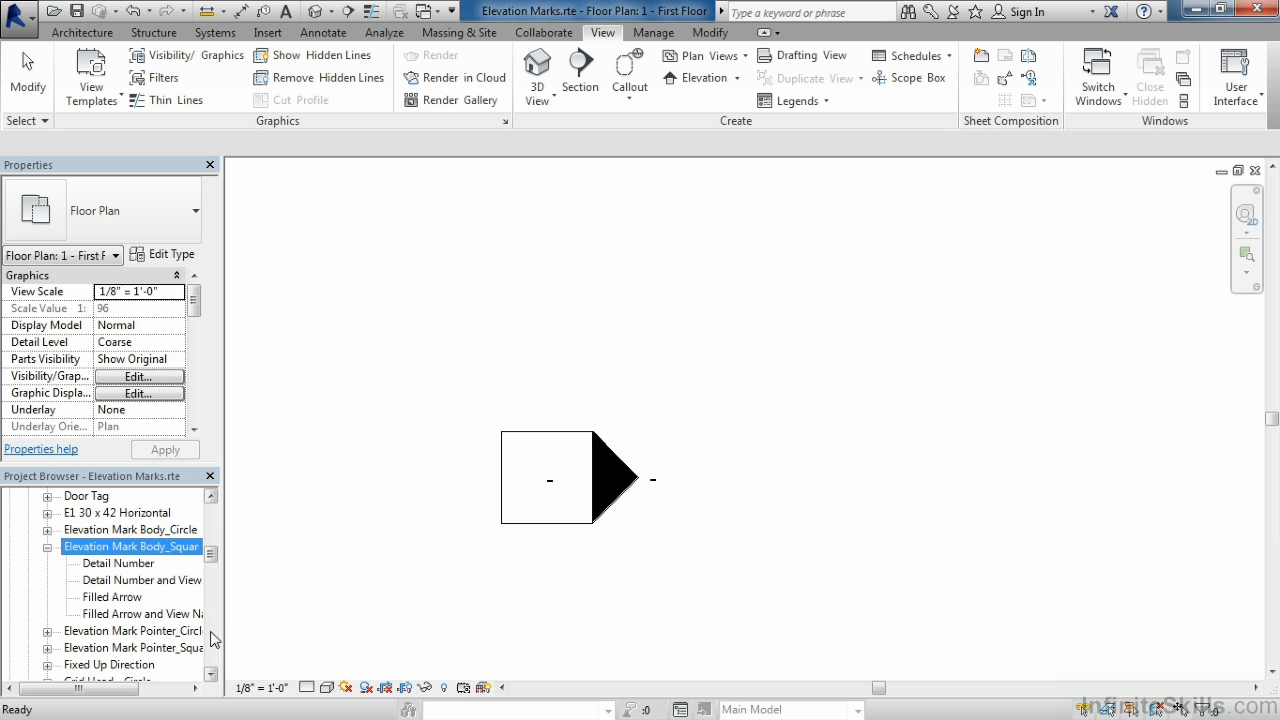 Elevation Marks.rte - Floor Plan: 1 - First Floor
Type a keyword or phrase
Sign In
Architecture Structure Systems Insert Annotate Analyze Massing & Site Collaborate View Manage Modify
Modify
Select
View Templates
Visibility/ Graphics
Filters
Thin Lines
Show Hidden Lines
Remove Hidden Lines
Cut Profile
Render
Render in Cloud
Render Gallery
Graphics
3D View
Section
Callout
Plan Views
Elevation
Drafting View
Duplicate View
Legends
Schedules
Scope Box
Create
Sheet Composition
Switch Windows
Close Hidden
User Interface
Windows
Properties
Floor Plan
Floor Plan: 1 - First F
Edit Type
Graphics
View Scale 1/8" = 1'-0"
Scale Value 1: 96
Display Model Normal
Detail Level Coarse
Parts Visibility Show Original
Visibility/Grap... Edit...
Graphic Displa... Edit...
Underlay None
Underlay Orie... Plan
Properties help
Apply
Project Browser - Elevation Marks.rte
Door Tag
E1 30 x 42 Horizontal
Elevation Mark Body_Circle
Elevation Mark Body_Squar
Detail Number
Detail Number and View
Filled Arrow
Filled Arrow and View Na
Elevation Mark Pointer_Circl
Elevation Mark Pointer_Squa
Fixed Up Direction
Grid Head - Circle
-
-
1/8" = 1'-0"
Ready
:0
Main Model
InfiniteSkills.com